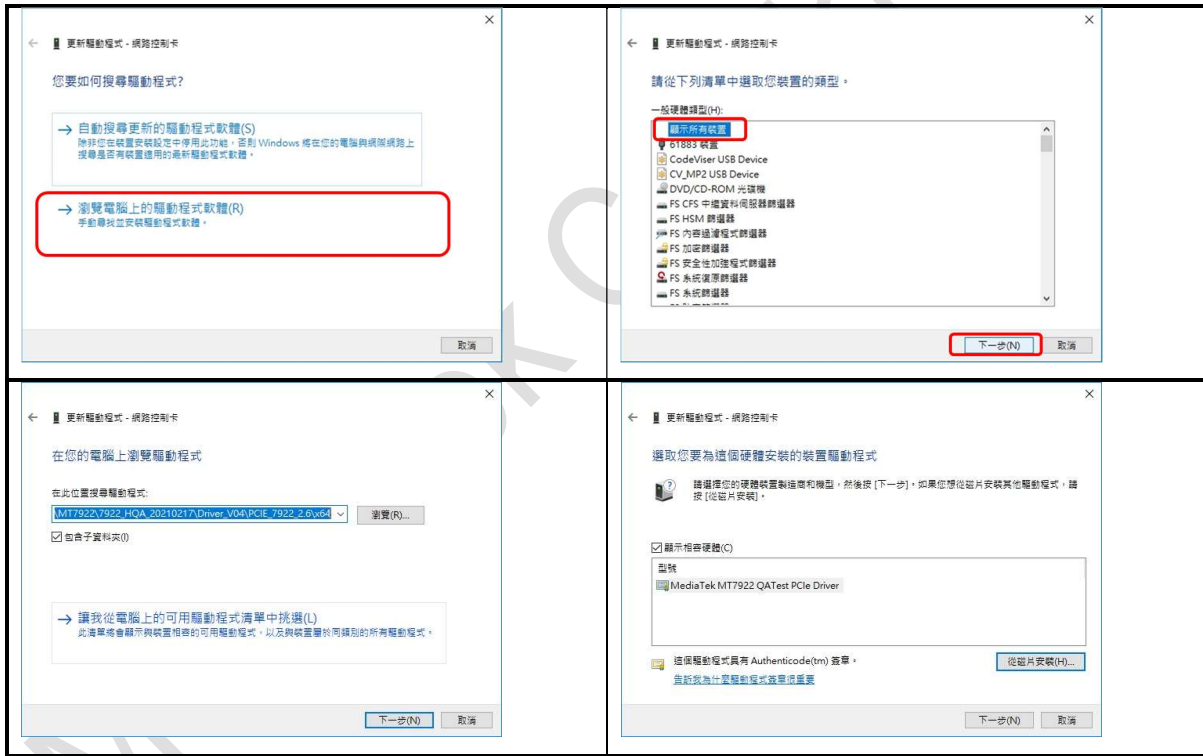 更新驅動程式 - 網路控制卡
您要如何搜尋驅動程式?
→ 自動搜尋更新的驅動程式軟體(S)
除非您在裝置安裝設定中停用此功能，否則 Windows 將在您的電腦與網際網路上
搜尋是否有裝置適用的最新驅動程式軟體。
→ 瀏覽電腦上的驅動程式軟體(R)
手動尋找並安裝驅動程式軟體。
取消
更新驅動程式 - 網路控制卡
請從下列清單中選取您裝置的類型。
一般硬體類型(H):
顯示所有裝置
61883 裝置
CodeViser USB Device
CV_MP2 USB Device
DVD/CD-ROM 光碟機
FS CFS 中繼資料伺服器篩選器
FS HSM 篩選器
FS 內容過濾程式篩選器
FS 加密篩選器
FS 安全性加強程式篩選器
FS 系統復原篩選器
FS 系統篩選器
下一步(N)
取消
更新驅動程式 - 網路控制卡
在您的電腦上瀏覽驅動程式
在此位置搜尋驅動程式:
\MT7922\7922_HQA_20210217\Driver_V04\PCIE_7922_2.6\x64
瀏覽(R)...
包含子資料夾(I)
→ 讓我從電腦上的可用驅動程式清單中挑選(L)
此清單將會顯示與裝置相容的可用驅動程式，以及與裝置屬於同類別的所有驅動程式。
下一步(N)
取消
更新驅動程式 - 網路控制卡
選取您要為這個硬體安裝的裝置驅動程式
請選擇您的硬體裝置製造商和機型，然後按 [下一步]。如果您想從磁片安裝其他驅動程式，請
按 [從磁片安裝]。
顯示相容硬體(C)
型號
MediaTek MT7922 QATest PCIe Driver
這個驅動程式具有 Authenticode(tm) 簽章。
從磁片安裝(H)...
告訴我為什麼驅動程式簽章很重要
下一步(N)
取消